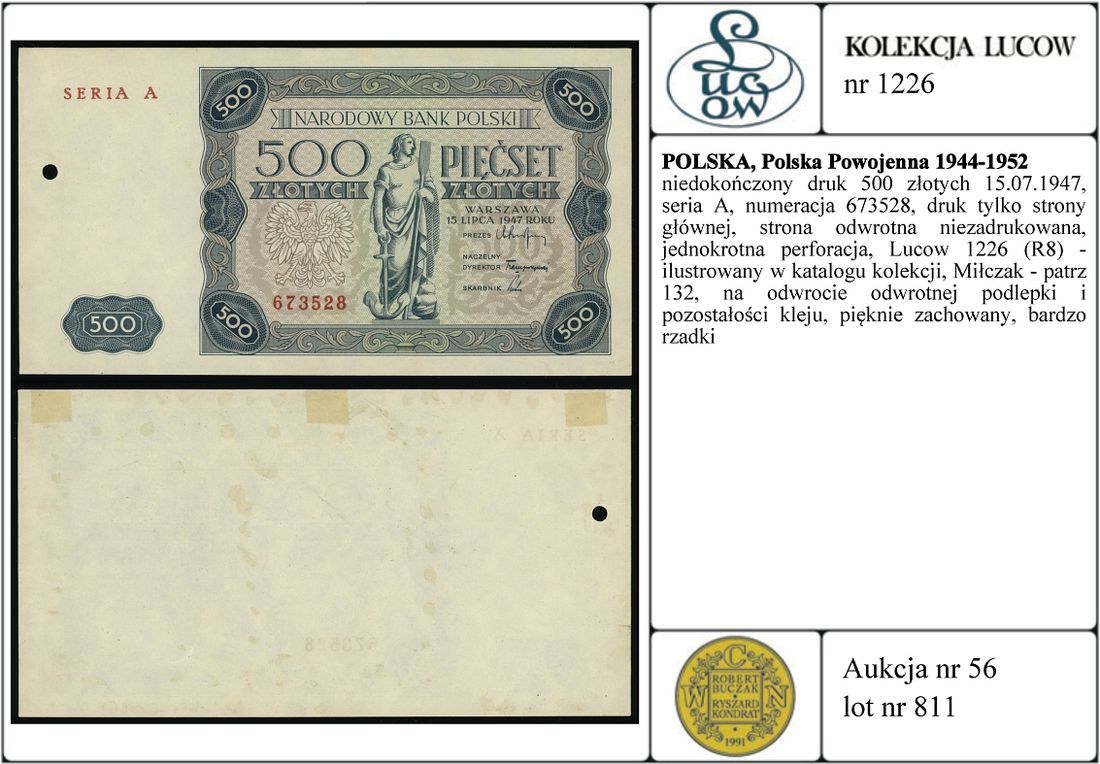 SERIA A
500
500
NARODOWY BANK POLSKI
500 PIĘĆSET
ZŁOTYCH ZŁOTYCH
WARSZAWA
15 LIPCA 1947 ROKU
PREZES
NACZELNY
DYREKTOR
SKARBNIK
673528
500
500
500
SERIA A
673528
Lucow
KOLEKCJA LUCOW
nr 1226
POLSKA, Polska Powojenna 1944-1952
niedokończony druk 500 złotych 15.07.1947,
seria A, numeracja 673528, druk tylko strony
głównej, strona odwrotna niezadrukowana,
jednokrotna perforacja, Lucow 1226 (R8) -
ilustrowany w katalogu kolekcji, Miłczak - patrz
132, na odwrocie odwrotnej podlepki i
pozostałości kleju, pięknie zachowany, bardzo
rzadki
C
W N
ROBERT
BUCZAK
RYSZARD
KONDRAT
1991
Aukcja nr 56
lot nr 811